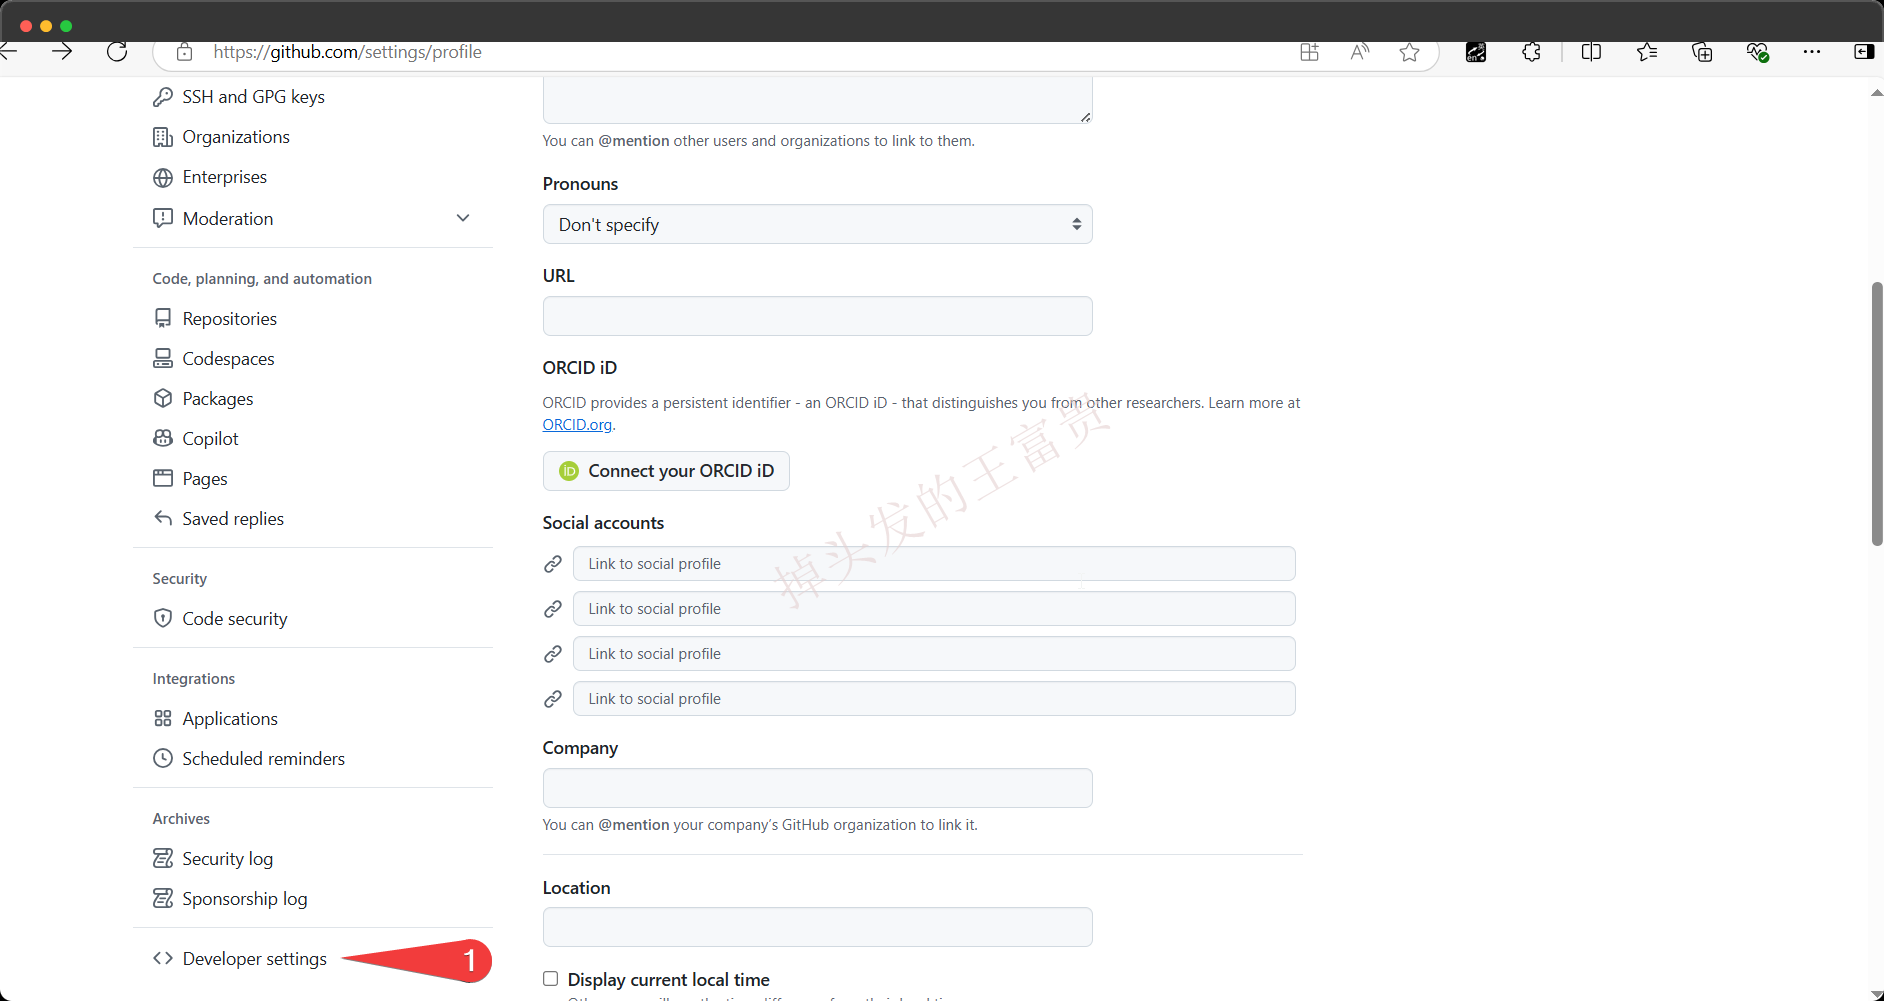 https://github.com/settings/profile
SSH and GPG keys
Organizations
Enterprises
Moderation
Code, planning, and automation
Repositories
Codespaces
Packages
Copilot
Pages
Saved replies
Security
Code security
Integrations
Applications
Scheduled reminders
Archives
Security log
Sponsorship log
Developer settings
1
You can @mention other users and organizations to link to them.
Pronouns
Don't specify
URL
ORCID iD
ORCID provides a persistent identifier - an ORCID iD - that distinguishes you from other researchers. Learn more at
ORCID.org.
iD Connect your ORCID iD
Social accounts
Link to social profile
Link to social profile
Link to social profile
Link to social profile
Company
You can @mention your company's GitHub organization to link it.
Location
Display current local time
掉头发的王富贵